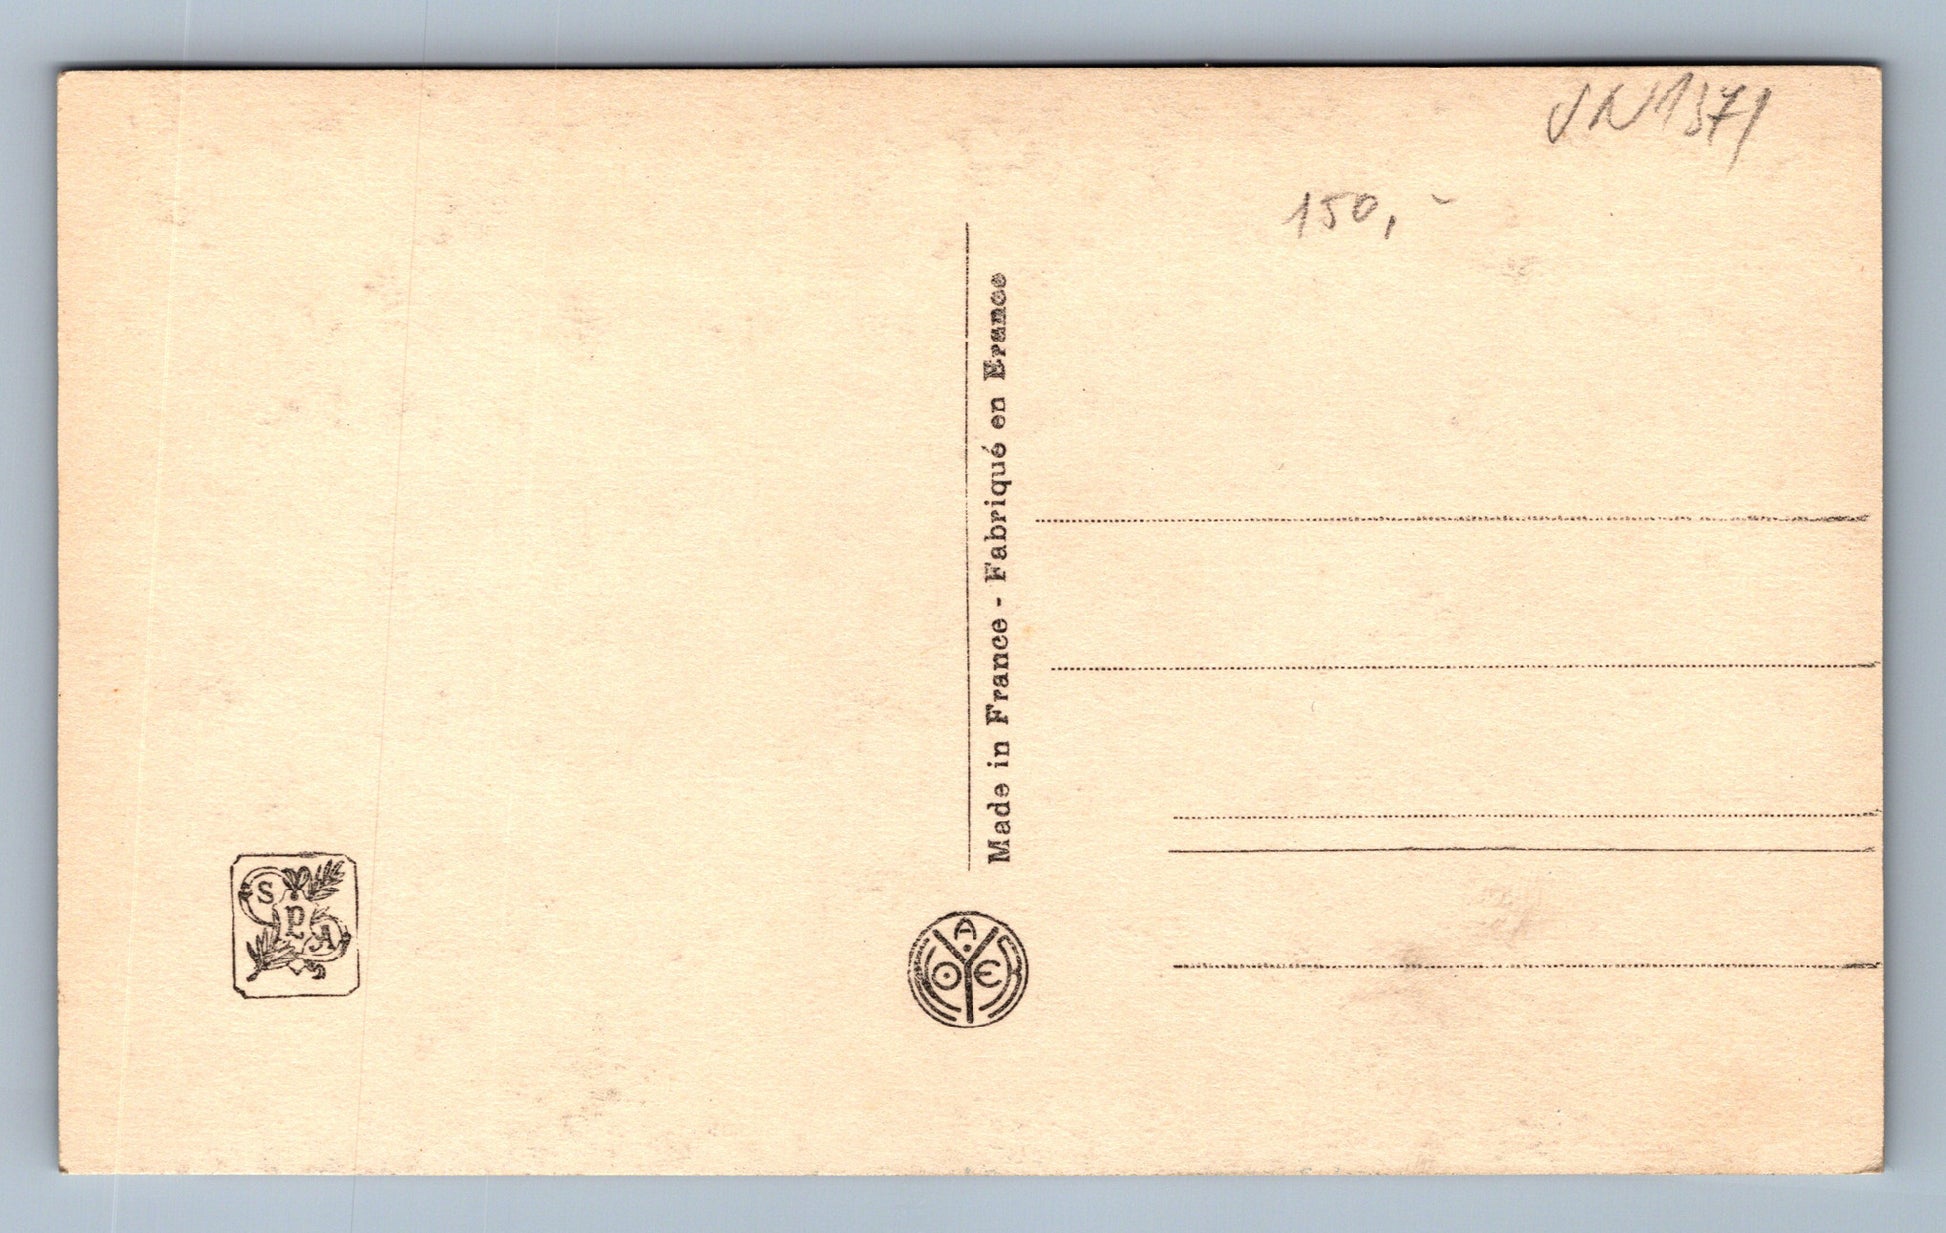 150,-
Made in France - Fabriqué en France
S P A
A
O Y E